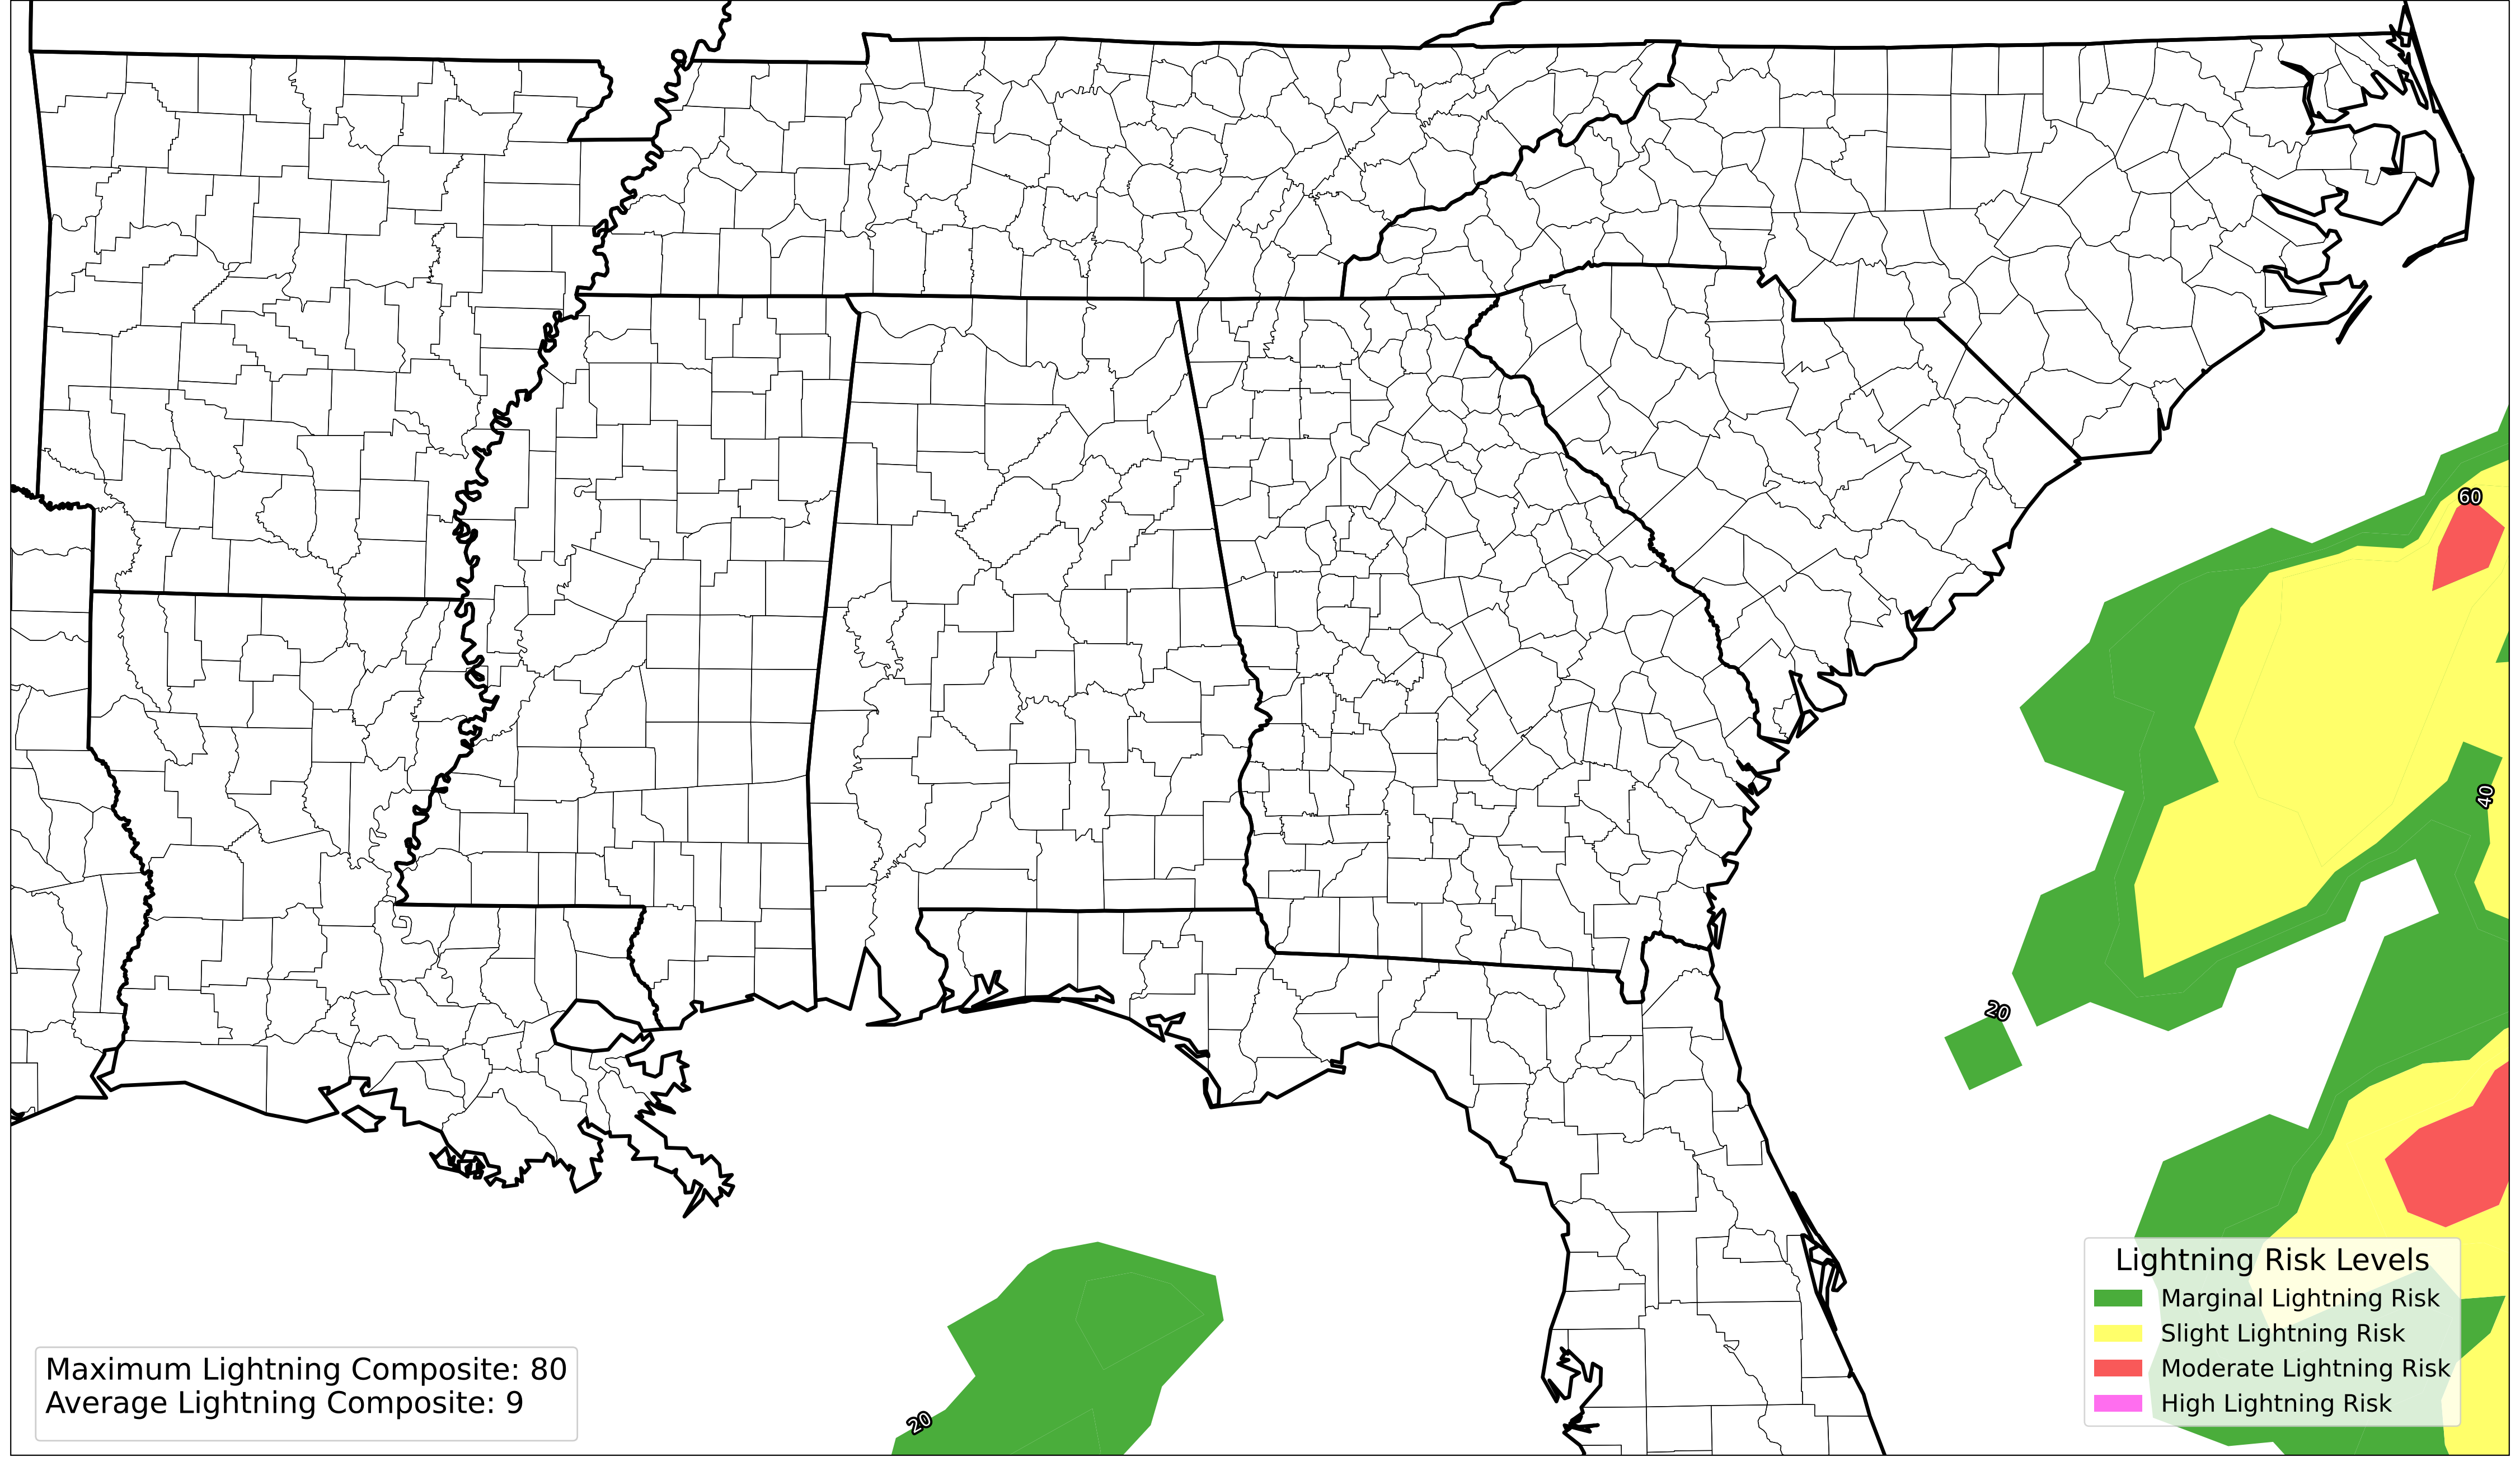 60
40
20
20
Maximum Lightning Composite: 80
Average Lightning Composite: 9
Lightning Risk Levels
Marginal Lightning Risk
Slight Lightning Risk
Moderate Lightning Risk
High Lightning Risk